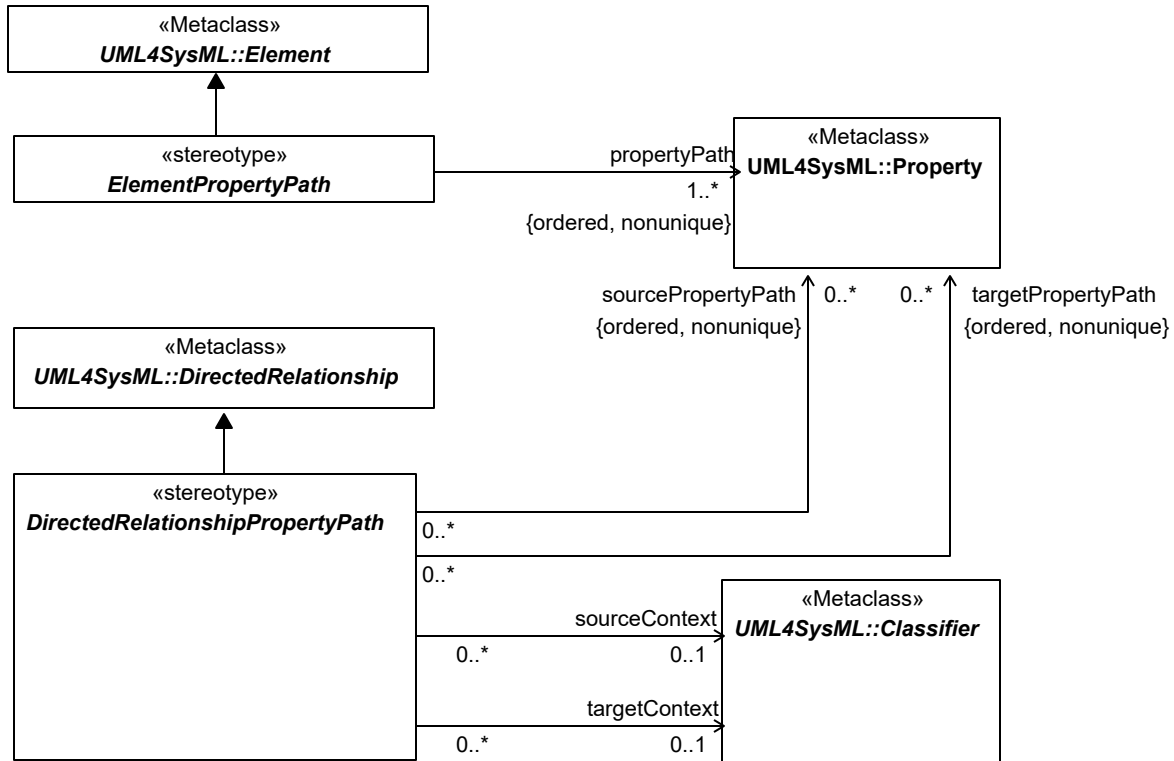 «Metaclass»
UML4SysML::Element
«stereotype»
ElementPropertyPath
propertyPath
1..*
{ordered, nonunique}
«Metaclass»
UML4SysML::Property
sourcePropertyPath
0..*
0..*
targetPropertyPath
{ordered, nonunique}
{ordered, nonunique}
«Metaclass»
UML4SysML::DirectedRelationship
«stereotype»
DirectedRelationshipPropertyPath
0..*
0..*
sourceContext
0..*
0..1
targetContext
0..*
0..1
«Metaclass»
UML4SysML::Classifier